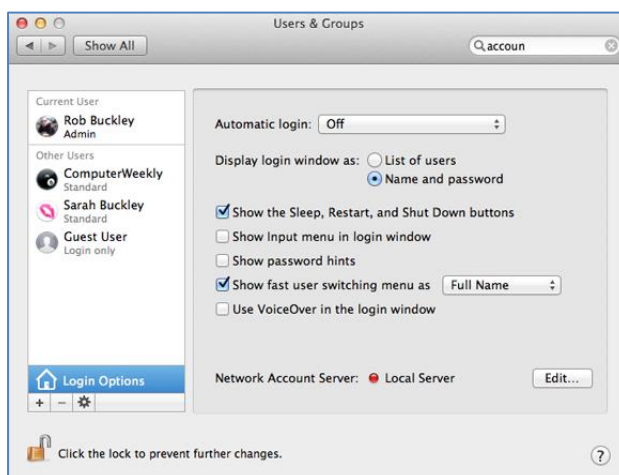 Users & Groups
Show All
accoun
Current User
Rob Buckley
Admin
Other Users
ComputerWeekly
Standard
Sarah Buckley
Standard
Guest User
Login only
Login Options
+ −
Automatic login: Off
Display login window as: List of users
Name and password
Show the Sleep, Restart, and Shut Down buttons
Show Input menu in login window
Show password hints
Show fast user switching menu as Full Name
Use VoiceOver in the login window
Network Account Server: Local Server Edit...
Click the lock to prevent further changes. ?